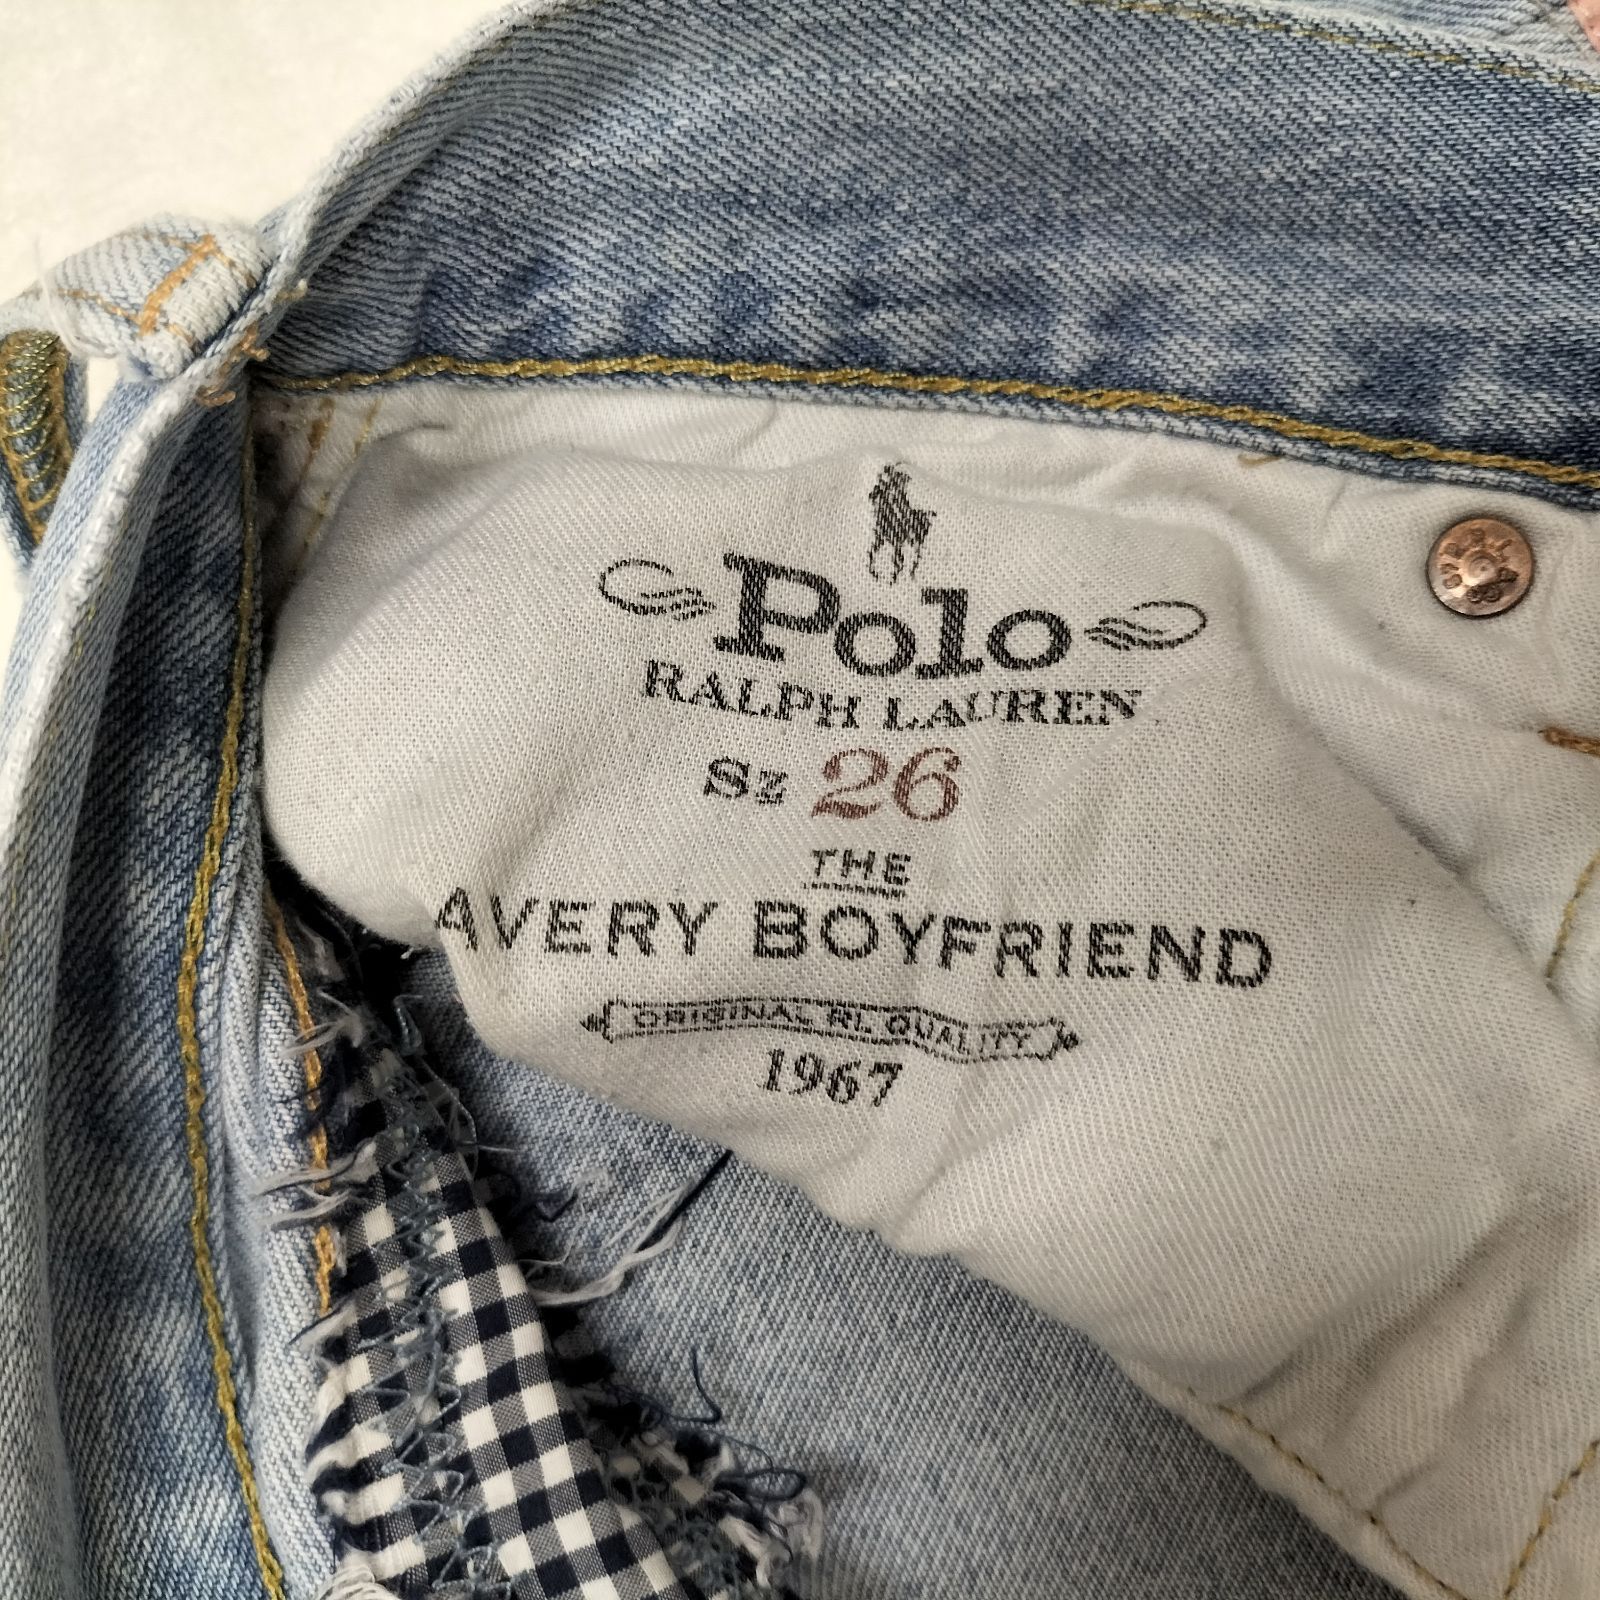 Polo
RALPH LAUREN
Sz 26
THE
AVERY BOYFRIEND
ORIGINAL RL QUALITY
1967